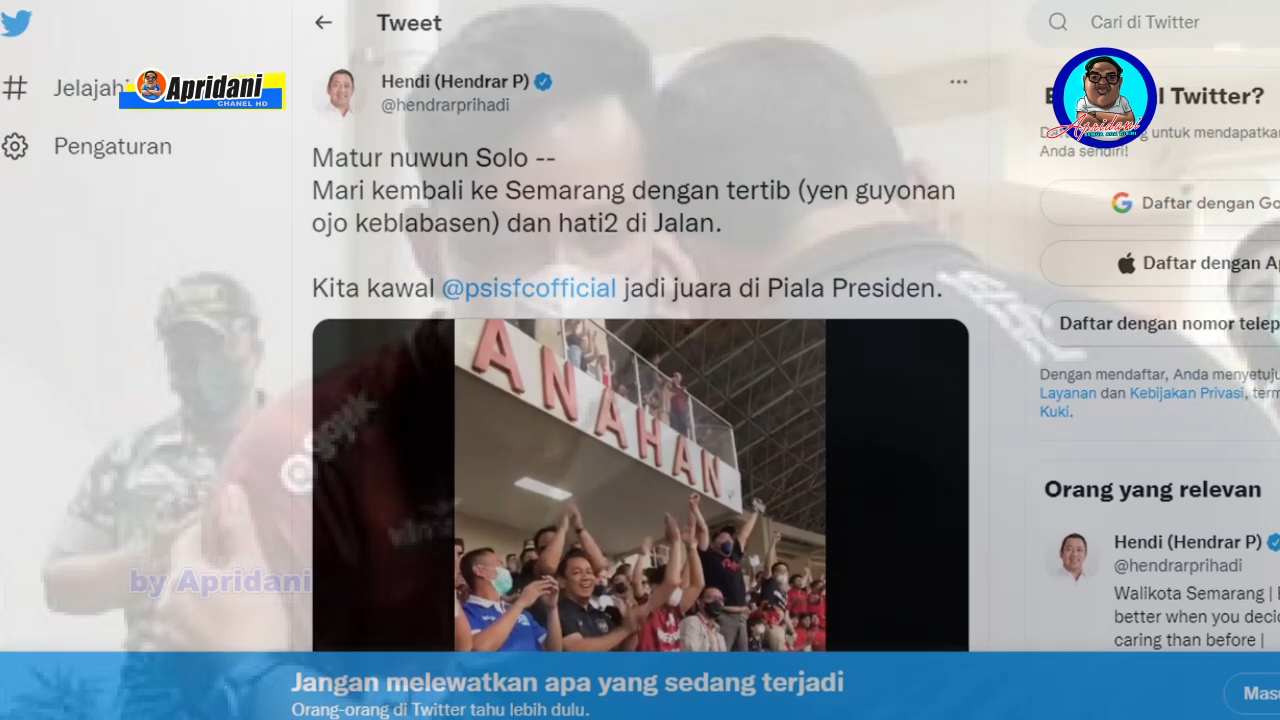 Tweet
Cari di Twitter
Jelajahi
Apridani
CHANEL HD
Hendi (Hendrar P)
@hendrarprihadi
l Twitter?
untuk mendapatka
Anda sendiri!
Apridani
Pengaturan
Matur nuwun Solo --
Mari kembali ke Semarang dengan tertib (yen guyonan
ojo keblabasen) dan hati2 di Jalan.
Kita kawal @psisfcofficial jadi juara di Piala Presiden.
Daftar dengan Go
Daftar dengan Ap
Daftar dengan nomor telep
Dengan mendaftar, Anda menyetuju
Layanan dan Kebijakan Privasi, term
Kuki.
ANAHAN
Orang yang relevan
Hendi (Hendrar P)
@hendrarprihadi
Walikota Semarang |
better when you decid
caring than before |
by Apridani
Jangan melewatkan apa yang sedang terjadi
Orang-orang di Twitter tahu lebih dulu.
Mas